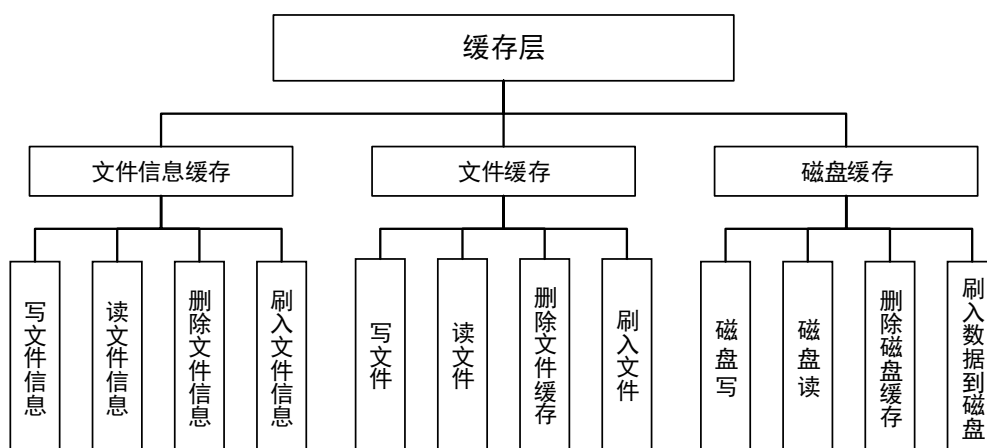 缓存层
文件信息缓存
文件缓存
磁盘缓存
写文件信息
读文件信息
删除文件信息
刷入文件信息
写文件
读文件
删除文件缓存
刷入文件
磁盘写
磁盘读
删除磁盘缓存
刷入数据到磁盘